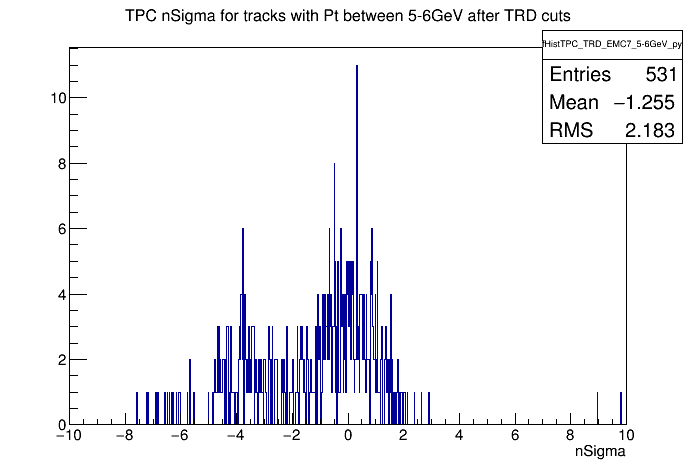 TPC nSigma for tracks with Pt between 5-6GeV after TRD cuts
fHistTPC_TRD_EMC7_5-6GeV_py
Entries 531
Mean −1.255
RMS 2.183
10
8
6
4
2
0
−10 −8 −6 −4 −2 0 2 4 6 8 10
nSigma